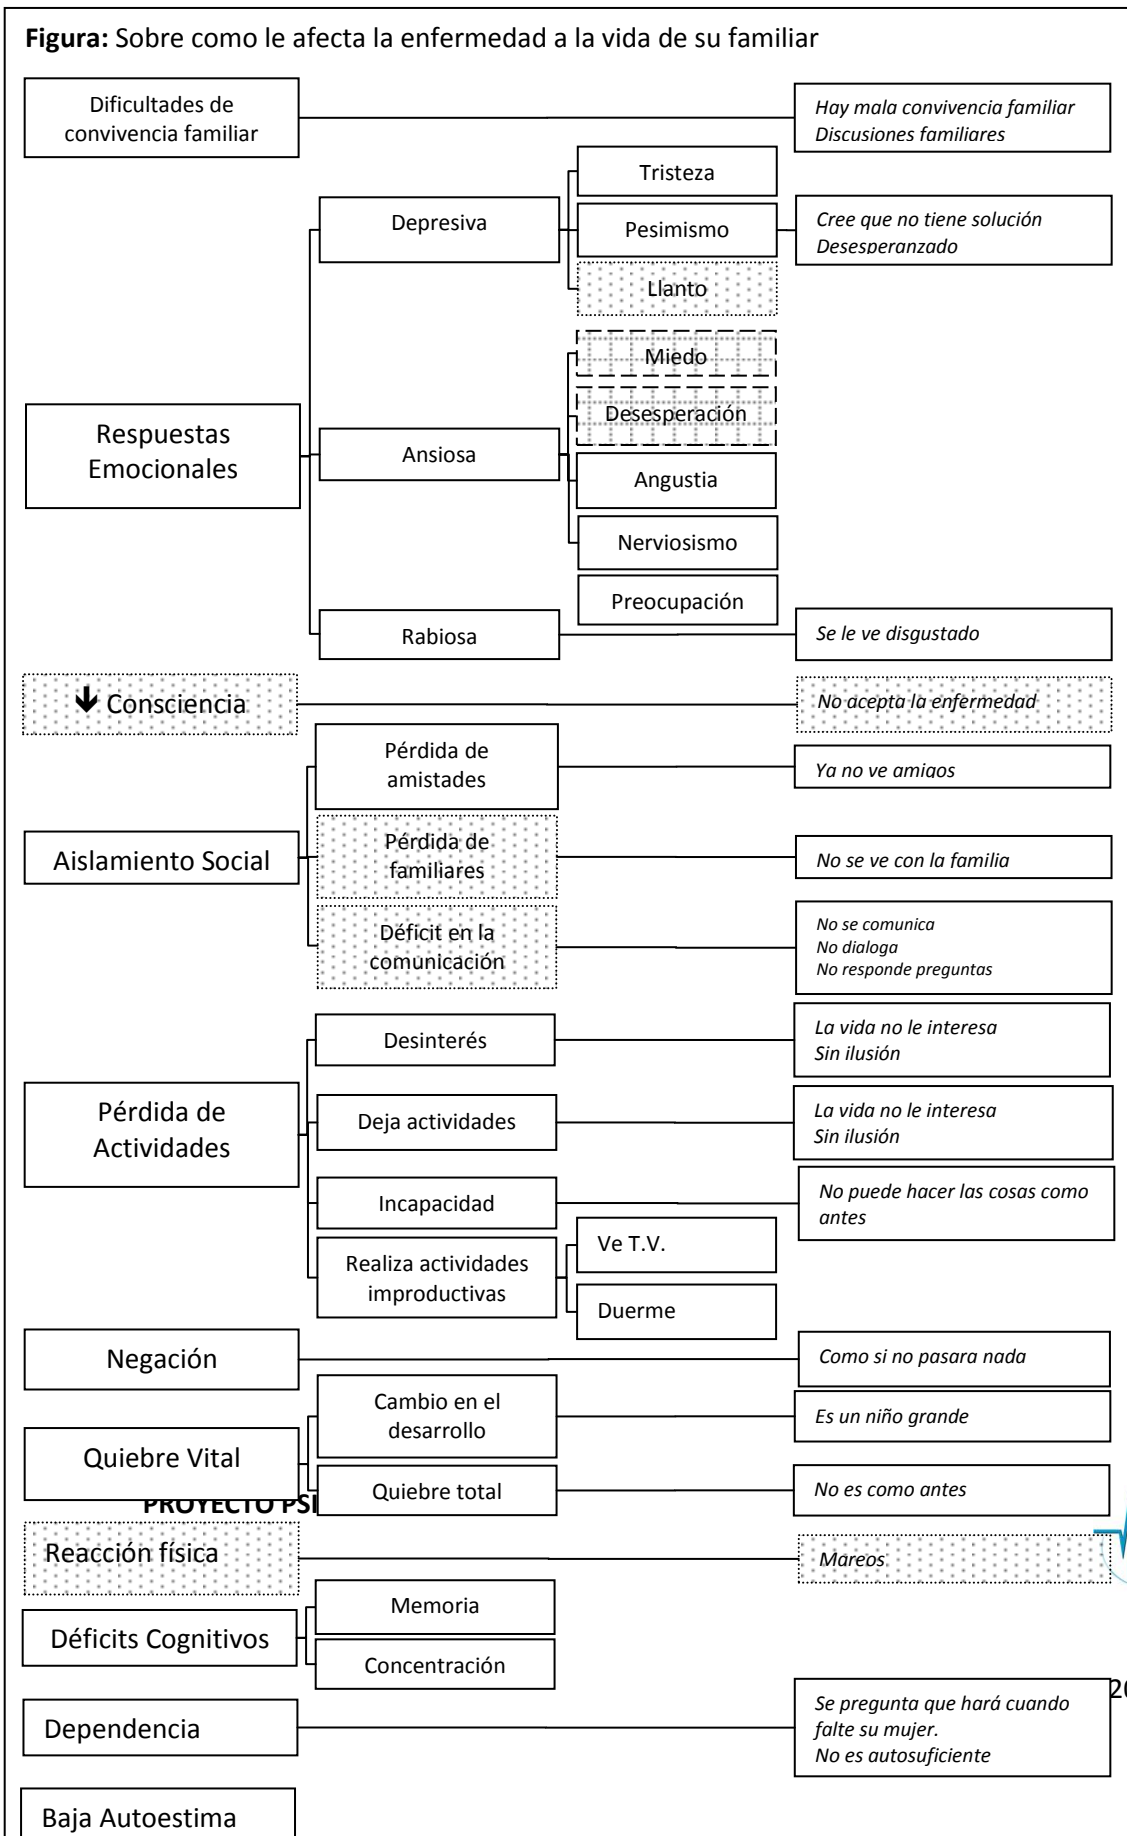 Figura: Sobre como le afecta la enfermedad a la vida de su familiar
Dificultades de
convivencia familiar
Hay mala convivencia familiar
Discusiones familiares
Respuestas
Emocionales
Depresiva
Tristeza
Pesimismo
Cree que no tiene solución
Desesperanzado
Llanto
Ansiosa
Miedo
Desesperación
Angustia
Nerviosismo
Preocupación
Rabiosa
Se le ve disgustado
↓ Consciencia
No acepta la enfermedad
Aislamiento Social
Pérdida de
amistades
Ya no ve amigos
Pérdida de
familiares
No se ve con la familia
Déficit en la
comunicación
No se comunica
No dialoga
No responde preguntas
Pérdida de
Actividades
Desinterés
La vida no le interesa
Sin ilusión
Deja actividades
La vida no le interesa
Sin ilusión
Incapacidad
No puede hacer las cosas como
antes
Realiza actividades
improductivas
Ve T.V.
Duerme
Negación
Como si no pasara nada
Quiebre Vital
Cambio en el
desarrollo
Es un niño grande
Quiebre total
No es como antes
PROYECTO PSI
Reacción física
Mareos
Déficits Cognitivos
Memoria
Concentración
20
Dependencia
Se pregunta que hará cuando
falte su mujer.
No es autosuficiente
Baja Autoestima